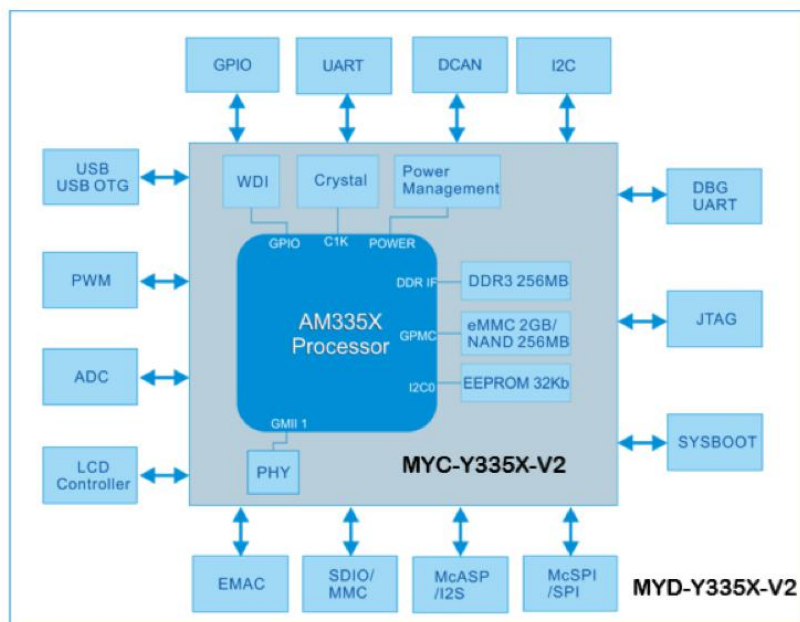 GPIO
UART
DCAN
I2C
USB
USB OTG
WDI
Crystal
Power
Management
DBG
UART
GPIO
C1K
POWER
PWM
DDR IF
DDR3 256MB
AM335X
Processor
GPMC
eMMC 2GB/
NAND 256MB
JTAG
ADC
I2C0
EEPROM 32Kb
GMII 1
SYSBOOT
LCD
Controller
PHY
MYC-Y335X-V2
EMAC
SDIO/
MMC
McASP
/I2S
McSPI
/SPI
MYD-Y335X-V2